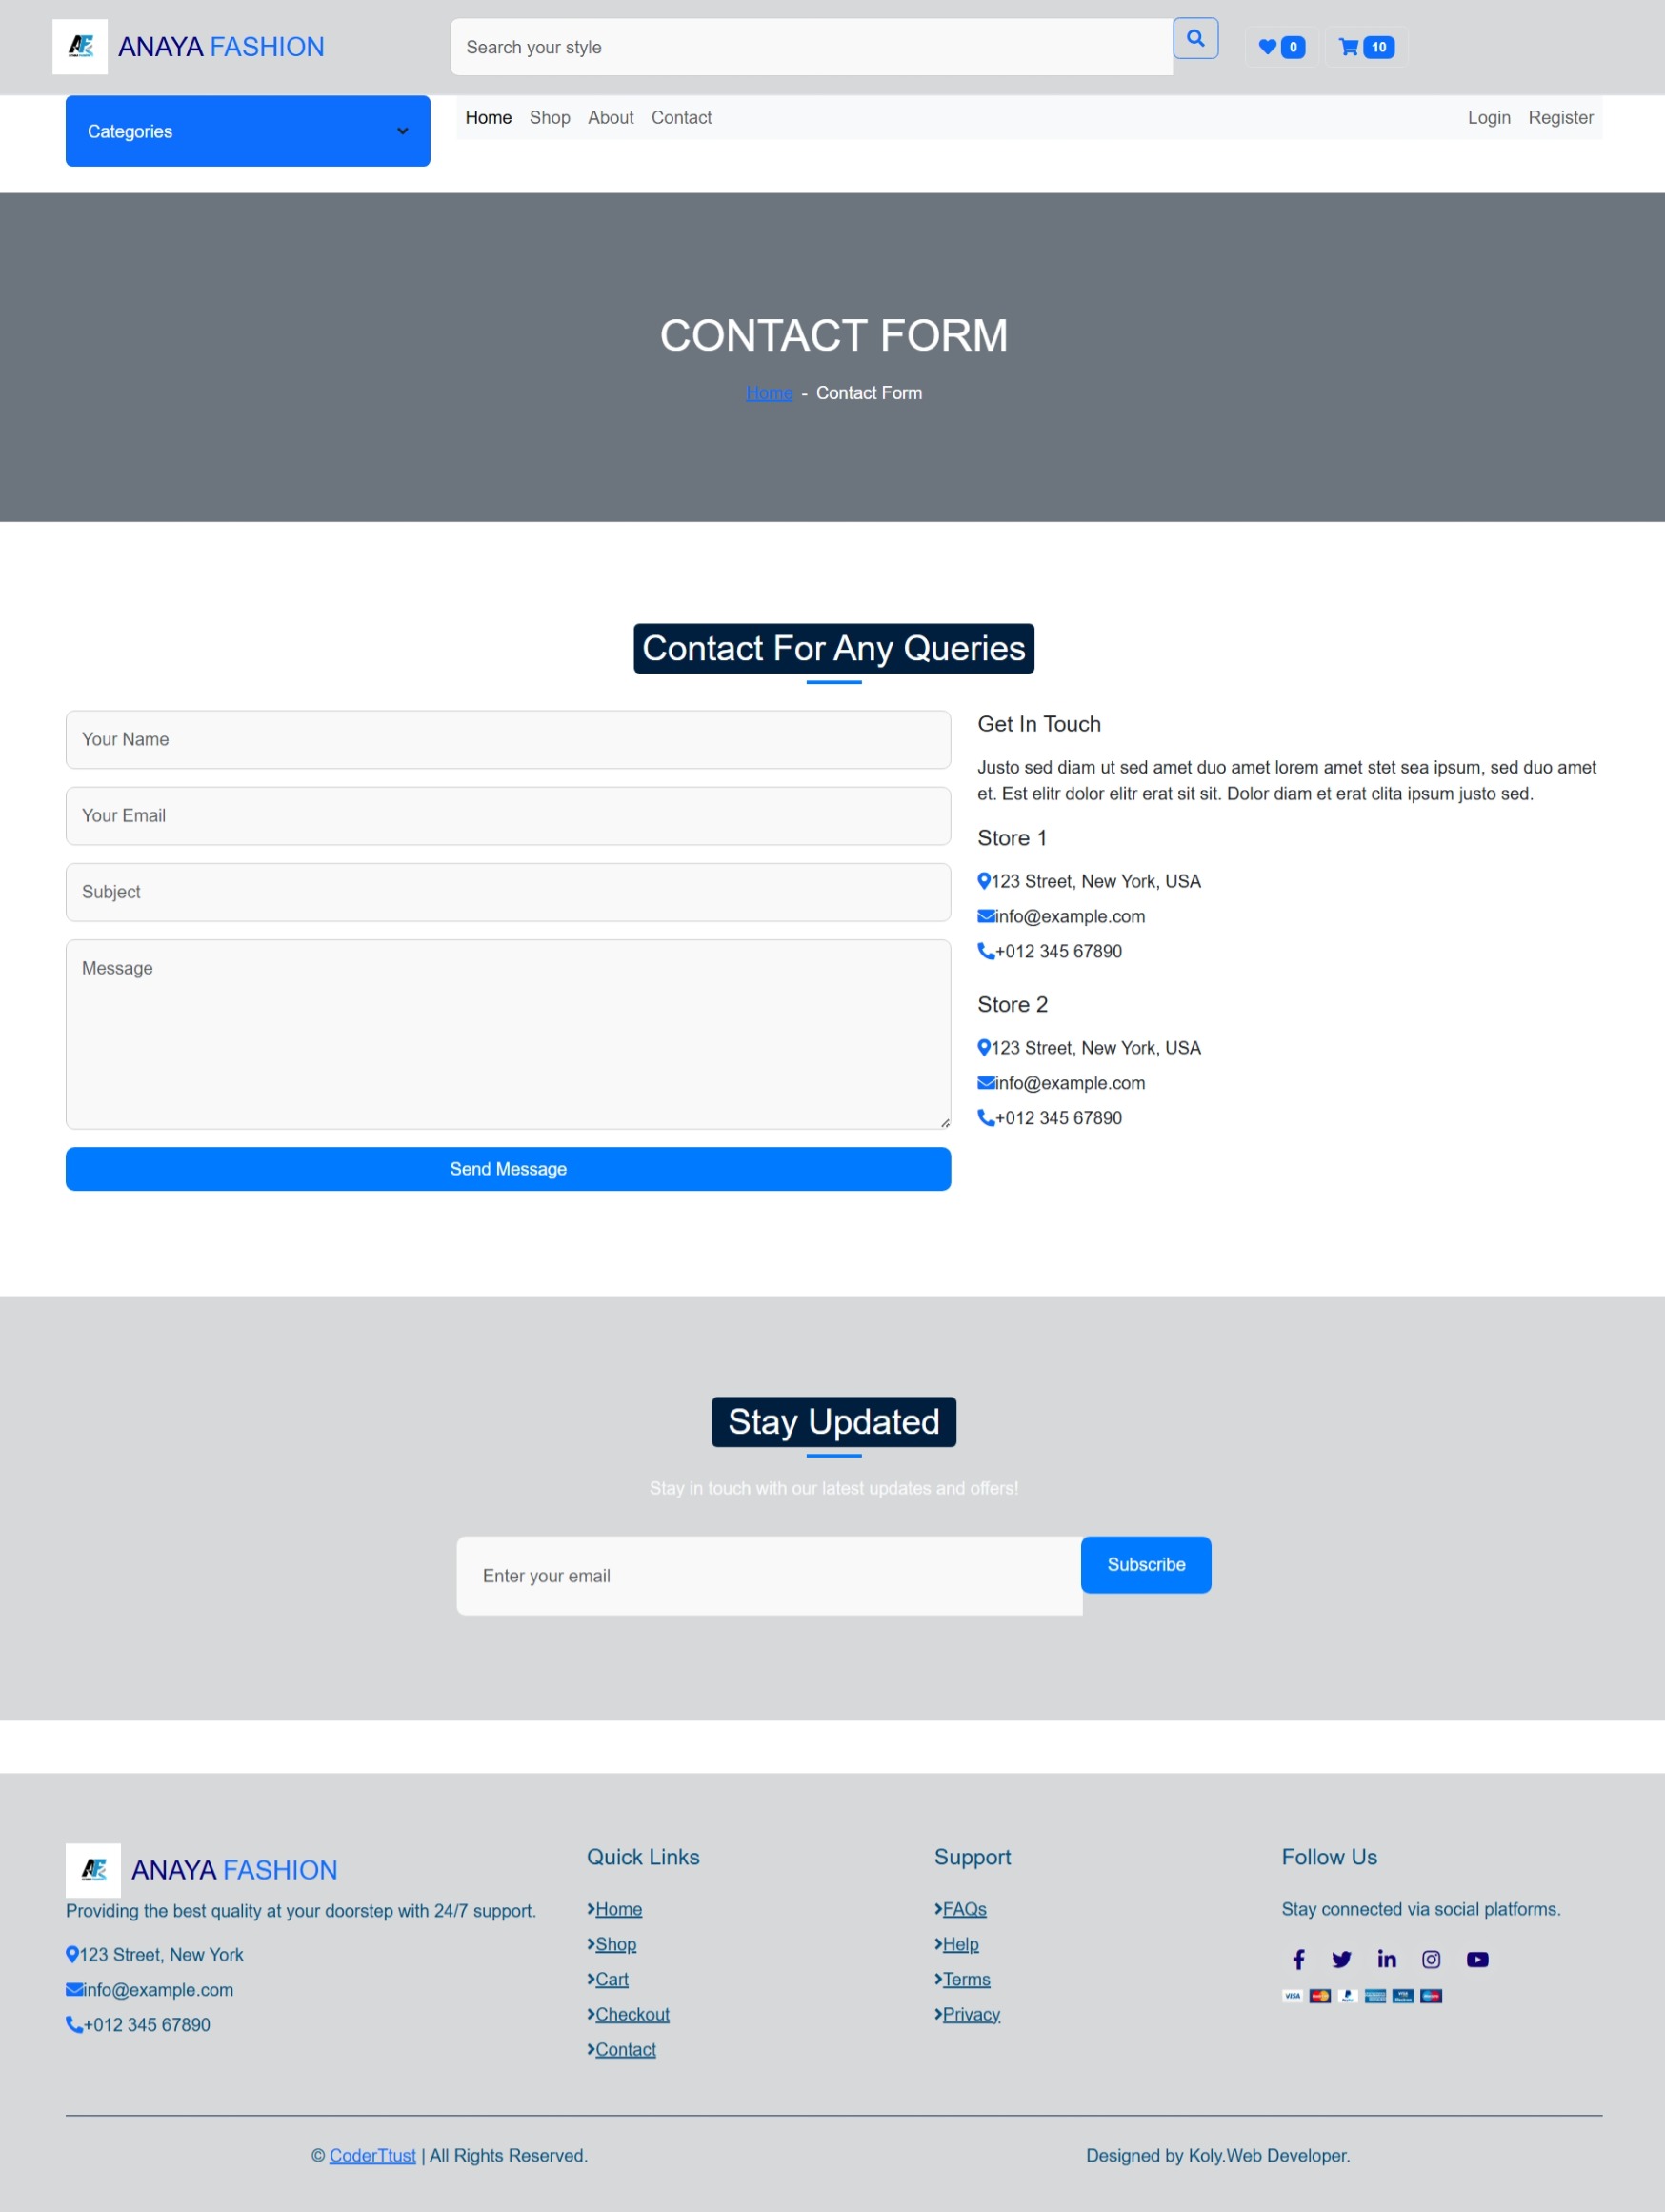 ANAYA FASHION
Search your style
0
10
Categories
Home Shop About Contact
Login Register
CONTACT FORM
Home - Contact Form
Contact For Any Queries
Your Name
Your Email
Subject
Message
Send Message
Get In Touch
Justo sed diam ut sed amet duo amet lorem amet stet sea ipsum, sed duo amet
et. Est elitr dolor elitr erat sit sit. Dolor diam et erat clita ipsum justo sed.
Store 1
123 Street, New York, USA
info@example.com
+012 345 67890
Store 2
123 Street, New York, USA
info@example.com
+012 345 67890
Stay Updated
Stay in touch with our latest updates and offers!
Enter your email
Subscribe
ANAYA FASHION
Providing the best quality at your doorstep with 24/7 support.
123 Street, New York
info@example.com
+012 345 67890
Quick Links
Home
Shop
Cart
Checkout
Contact
Support
FAQs
Help
Terms
Privacy
Follow Us
Stay connected via social platforms.
VISA
© CoderTtust | All Rights Reserved.
Designed by Koly.Web Developer.